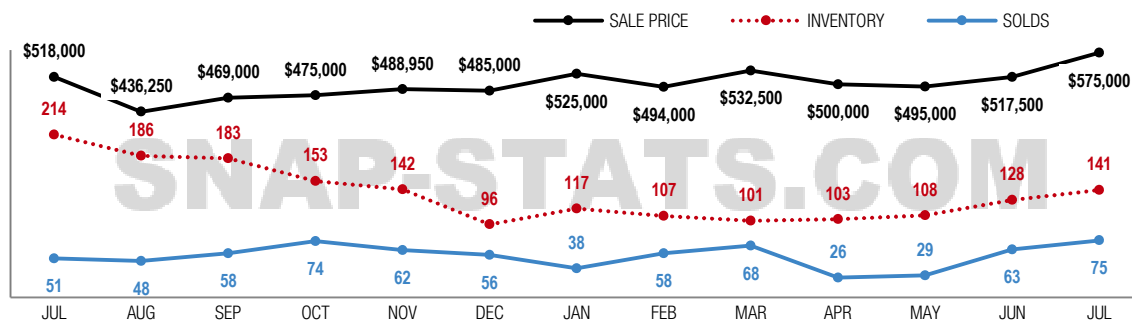 SALE PRICE INVENTORY SOLDS
$518,000 $436,250 $469,000 $475,000 $488,950 $485,000 $525,000 $494,000 $532,500 $500,000 $495,000 $517,500 $575,000
214 186 183 153 142 96 117 107 101 103 108 128 141
SNAP-STATS.COM
51 48 58 74 62 56 38 58 68 26 29 63 75
JUL AUG SEP OCT NOV DEC JAN FEB MAR APR MAY JUN JUL